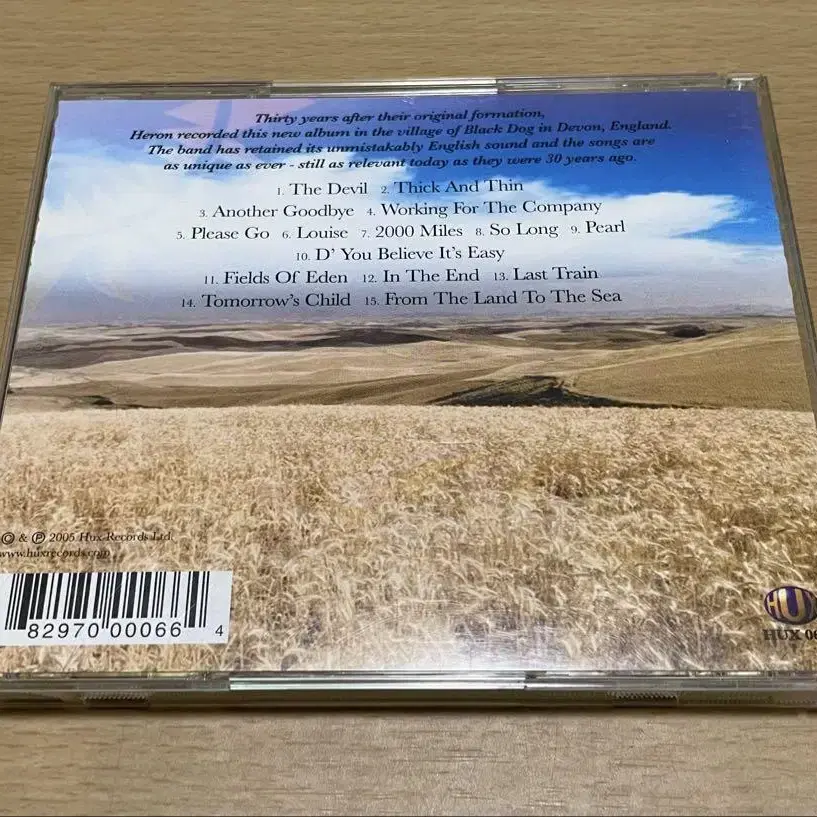 Thirty years after their original formation,
Heron recorded this new album in the village of Black Dog in Devon, England.
The band has retained its unmistakably English sound and the songs are
as unique as ever - still as relevant today as they were 30 years ago.
1. The Devil 2. Thick And Thin
3. Another Goodbye 4. Working For The Company
5. Please Go 6. Louise 7. 2000 Miles 8. So Long 9. Pearl
10. D' You Believe It's Easy
11. Fields Of Eden 12. In The End 13. Last Train
14. Tomorrow's Child 15. From The Land To The Sea
© & ℗ 2005 Hux Records Ltd.
www.huxrecords.com
82970 00066 4
HUX